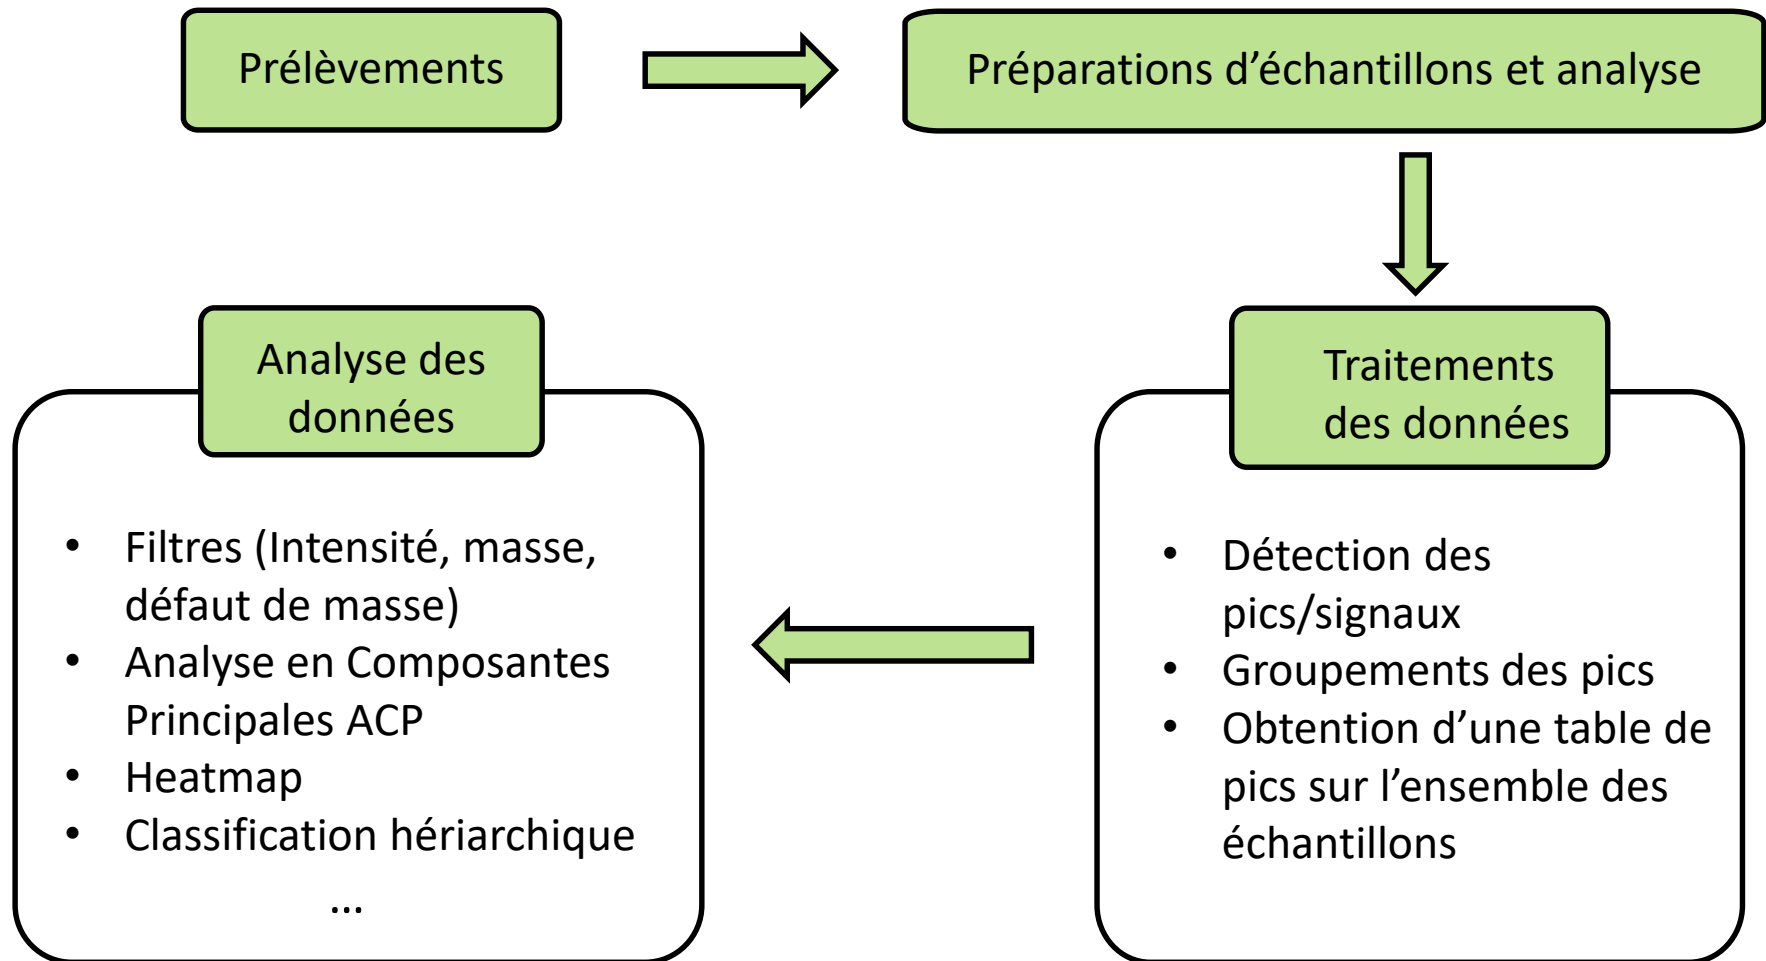 Prélèvements
Préparations d’échantillons et analyse
Traitements
des données
• Détection des
pics/signaux
• Groupements des pics
• Obtention d’une table de
pics sur l’ensemble des
échantillons
Analyse des
données
• Filtres (Intensité, masse,
défaut de masse)
• Analyse en Composantes
Principales ACP
• Heatmap
• Classification hériarchique
...